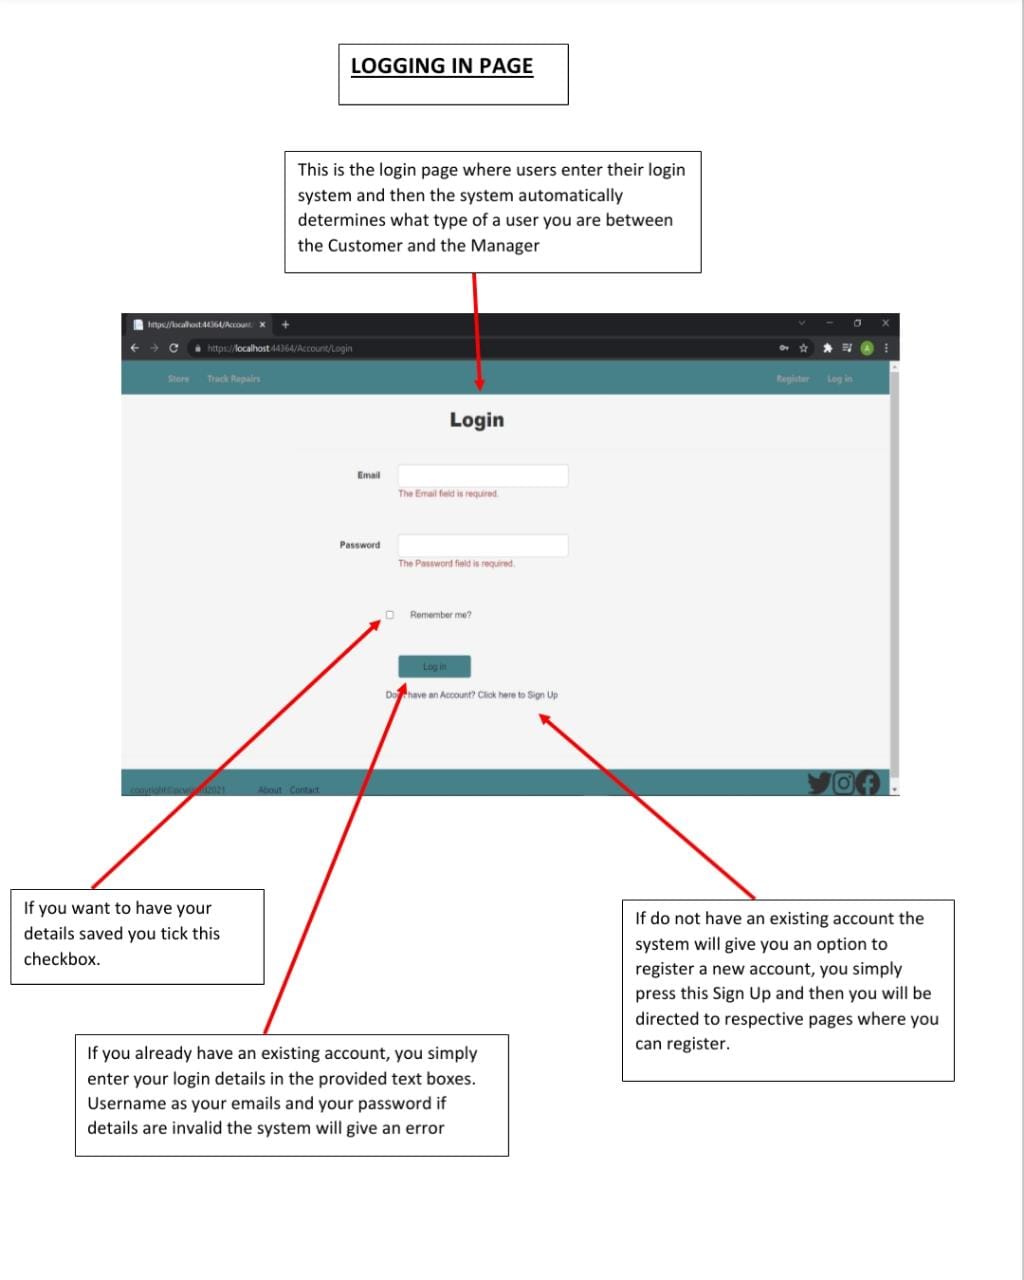 LOGGING IN PAGE
This is the login page where users enter their login
system and then the system automatically
determines what type of a user you are between
the Customer and the Manager
https://localhost:44364/Account
https://localhost:44364/Account/Login
Store Track Repairs Register Log in
Login
Email
The Email field is required.
Password
The Password field is required.
Remember me?
Log in
have an Account? Click here to Sign Up
2021 About Contact
If you want to have your
details saved you tick this
checkbox.
If do not have an existing account the
system will give you an option to
register a new account, you simply
press this Sign Up and then you will be
directed to respective pages where you
can register.
If you already have an existing account, you simply
enter your login details in the provided text boxes.
Username as your emails and your password if
details are invalid the system will give an error